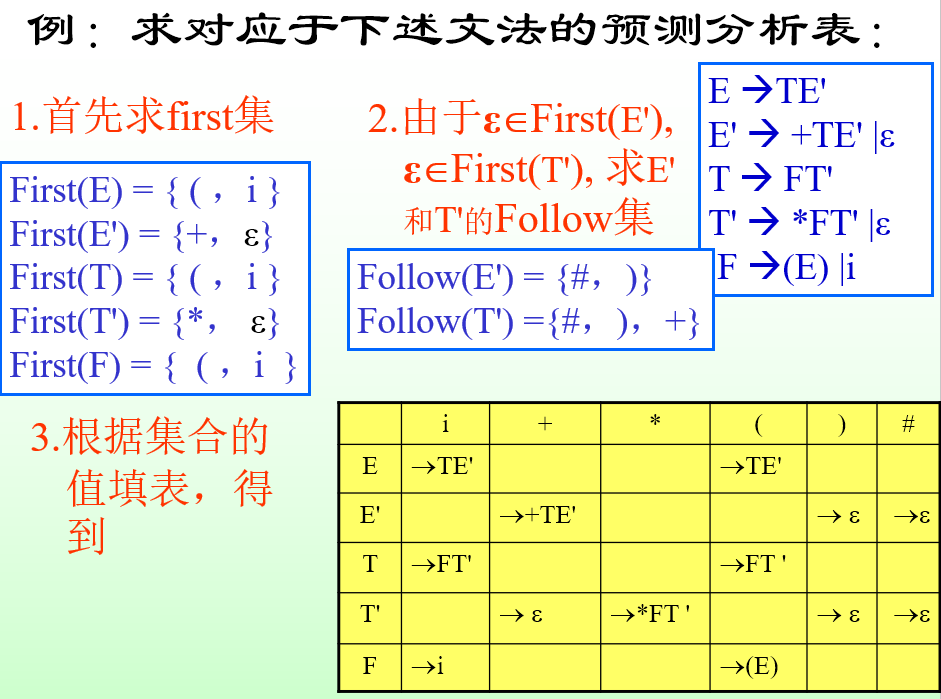 例：求对应于下述文法的预测分析表：
1.首先求first集
First(E) = { (，i }
First(E') = {+，ε}
First(T) = { (，i }
First(T') = {*， ε}
First(F) = { (，i }
2.由于ε∈First(E'),
ε∈First(T'), 求E'
和T'的Follow集
Follow(E') = {#，)}
Follow(T') ={#，)，+}
E →TE'
E' → +TE' |ε
T → FT'
T' → *FT' |ε
F →(E) |i
3.根据集合的
值填表，得
到
i + * ( ) #
E →TE' →TE'
E' →+TE' → ε →ε
T →FT' →FT '
T' → ε →*FT ' → ε →ε
F →i →(E)